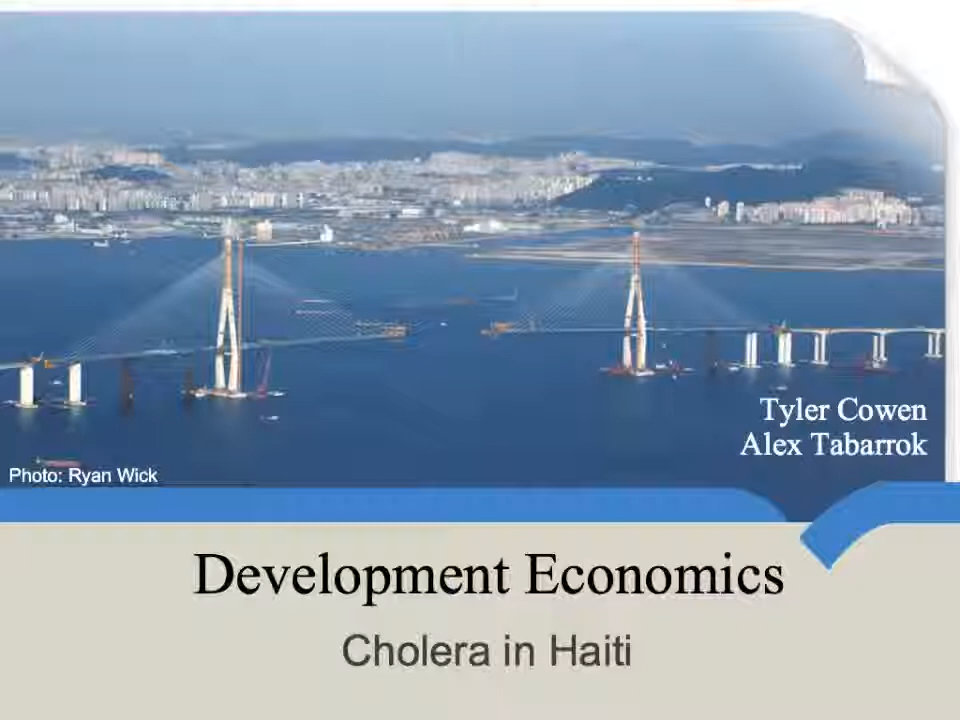 Tyler Cowen
Alex Tabarrok
Photo: Ryan Wick
Development Economics
Cholera in Haiti